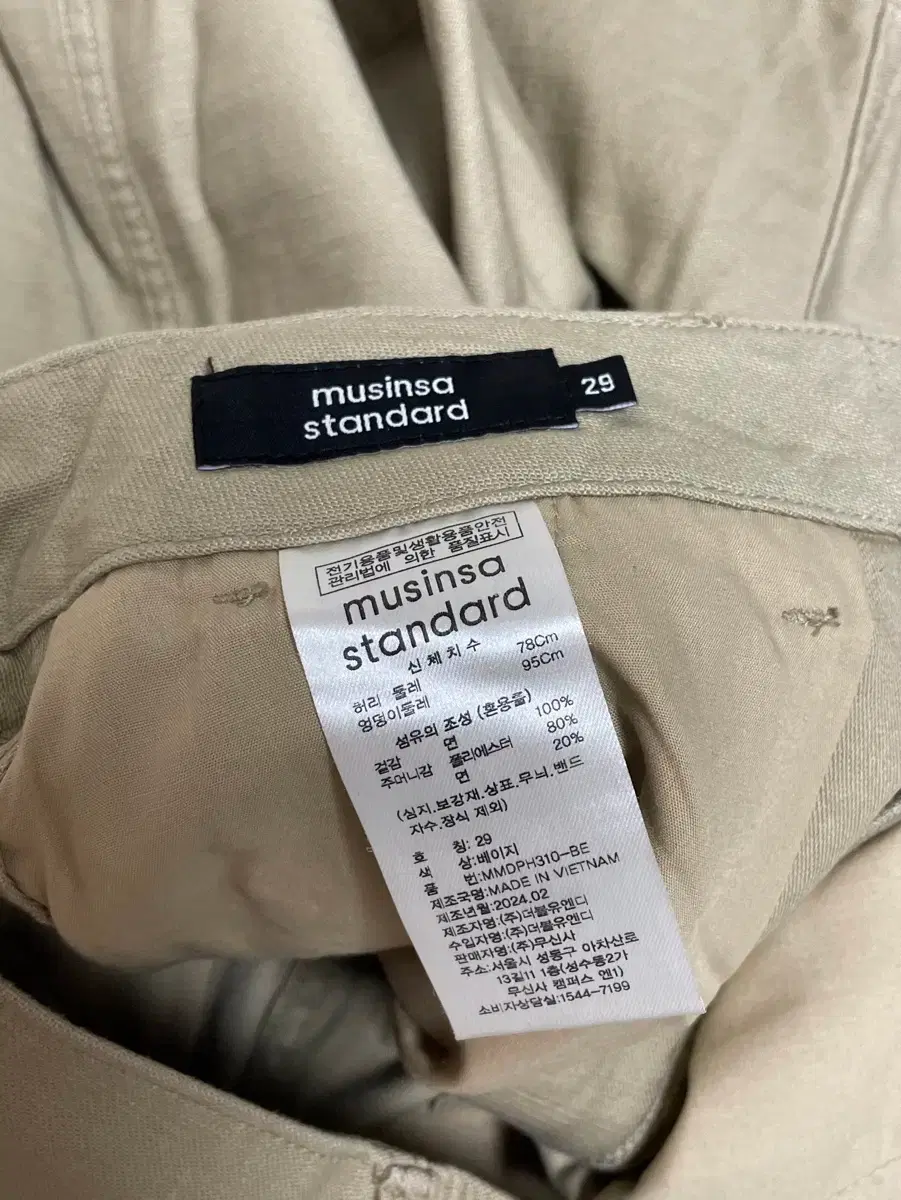 musinsa
standard
29
전기용품및생활용품안전
관리법에 의한 품질표시
musinsa
standard
신체치수
허리 둘레 78Cm
엉덩이둘레 95Cm
섬유의 조성 (혼용률)
겉감 면 100%
주머니감 폴리에스터 80%
면 20%
(심지.보강재.상표.무늬.밴드
자수.장식 제외)
호 칭: 29
색 상:베이지
품 번:MMDPH310-BE
제조국명:MADE IN VIETNAM
제조년월:2024.02
제조자명:(주)더블유엔디
수입자명:(주)더블유엔디
판매자명:(주)무신사
주소:서울시 성동구 아차산로
13길11 1층(성수동2가
무신사 캠퍼스 엔1)
소비자상담실:1544-7199